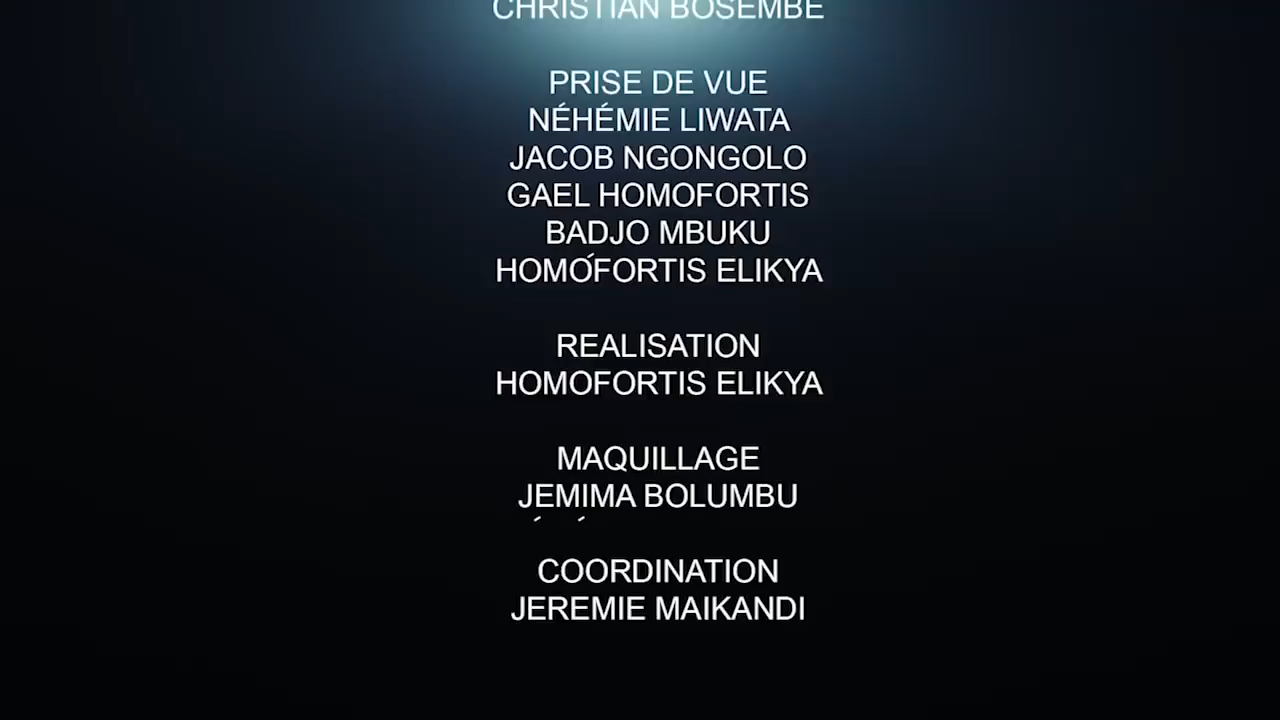 CHRISTIAN BOSEMBE
PRISE DE VUE
NÉHÉMIE LIWATA
JACOB NGONGOLO
GAEL HOMOFORTIS
BADJO MBUKU
HOMOFORTIS ELIKYA
REALISATION
HOMOFORTIS ELIKYA
MAQUILLAGE
JEMIMA BOLUMBU
COORDINATION
JEREMIE MAIKANDI